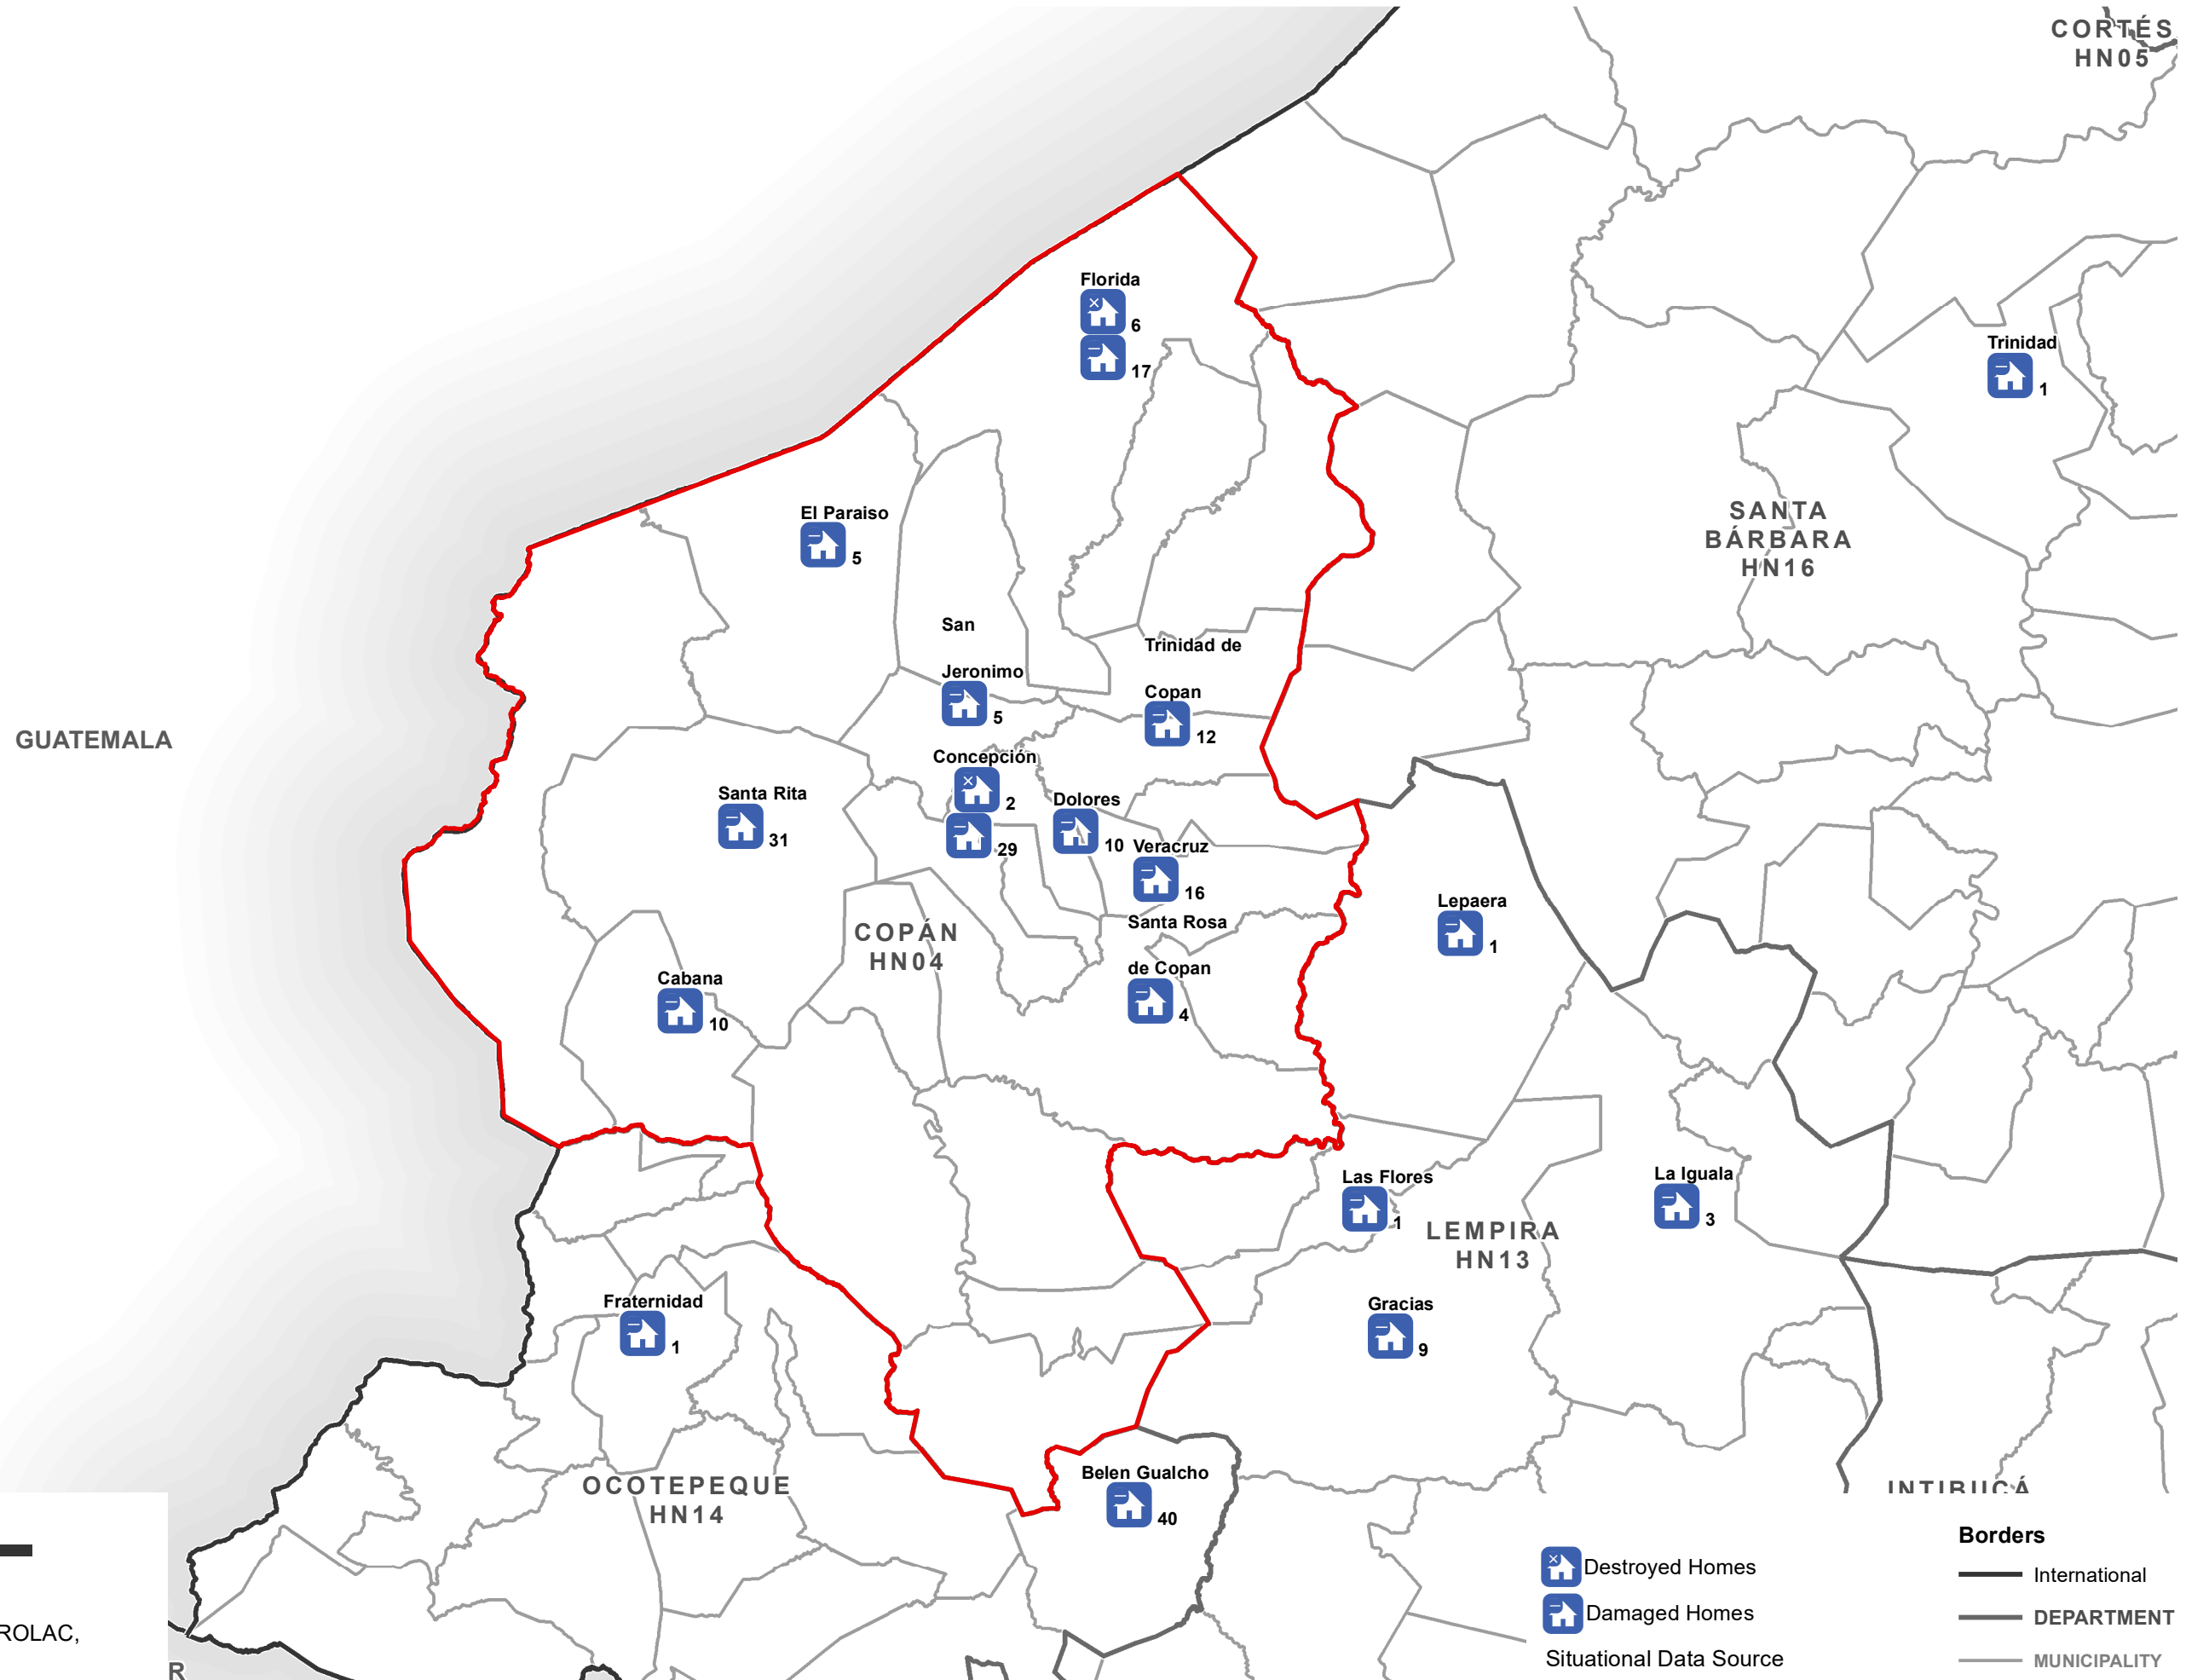 CORTÉS
HN05
Florida
6
17
Trinidad
1
El Paraiso
5
SANTA
BÁRBARA
HN16
San
Jeronimo
5
Trinidad de
Copan
12
GUATEMALA
Concepción
2
29
Santa Rita
31
Dolores
10
Veracruz
16
Lepaera
1
Santa Rosa
de Copan
4
COPÁN
HN04
Cabana
10
Las Flores
1
La Iguala
3
LEMPIRA
HN13
Fraternidad
1
Gracias
9
Belen Gualcho
40
OCOTEPEQUE
HN14
INTIBUCÁ
Destroyed Homes
Damaged Homes
Situational Data Source
Borders
International
DEPARTMENT
MUNICIPALITY
ROLAC,
R